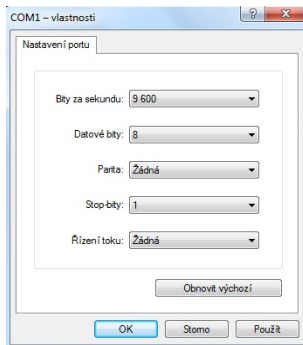 COM1 – vlastnosti
Nastavení portu
Bity za sekundu: 9 600
Datové bity: 8
Parita: Žádná
Stop-bity: 1
Řízení toku: Žádná
Obnovit výchozí
OK Storno Použít